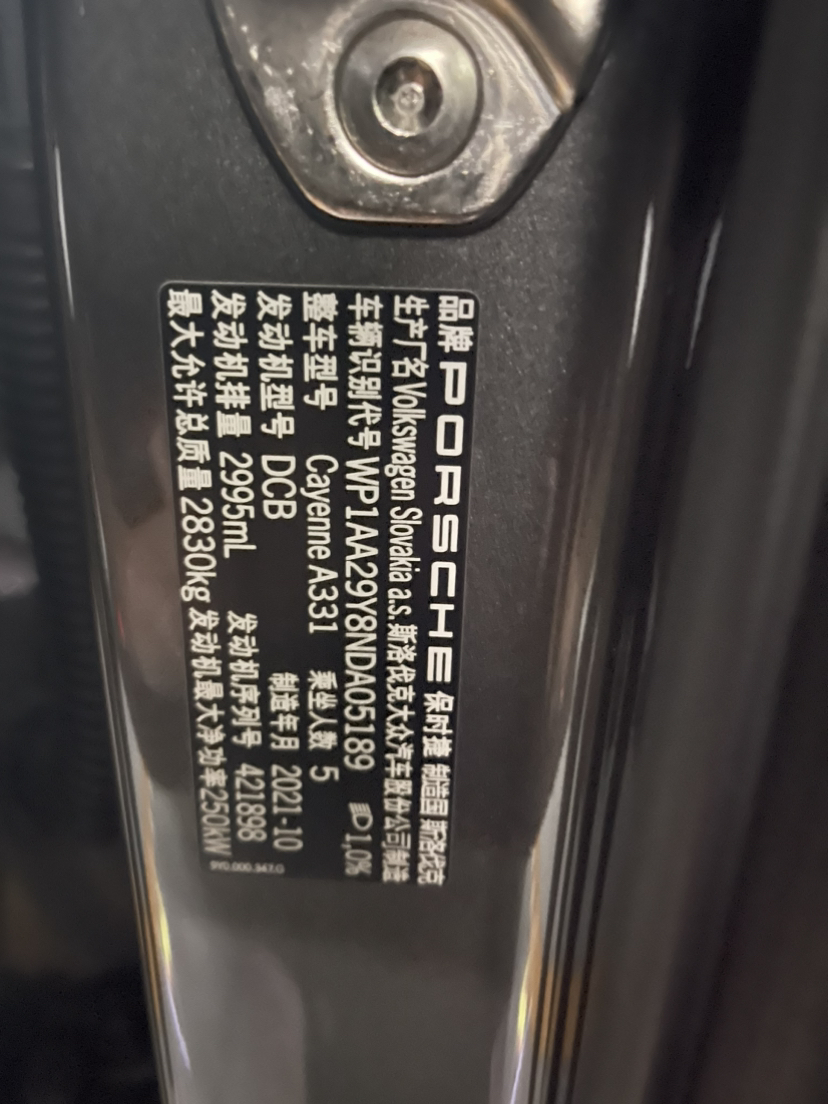 品牌 PORSCHE 保时捷 制造国 斯洛伐克
生产厂名 Volkswagen Slovakia a.s. 斯洛伐克大众汽车股份公司制造
车辆识别代号 WP1AA29Y8NDA05189 1,0%
整车型号 Cayenne A331 乘坐人数 5
发动机型号 DCB 制造年月 2021-10
发动机排量 2995mL 发动机序列号 421898
最大允许总质量 2830kg 发动机最大净功率 250kW